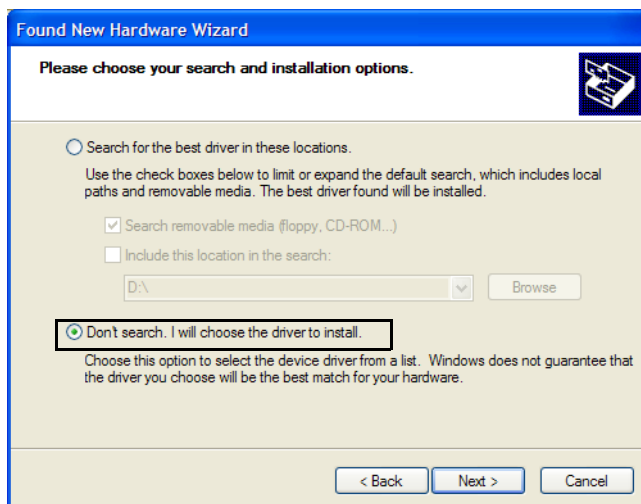 Found New Hardware Wizard
Please choose your search and installation options.
Search for the best driver in these locations.
Use the check boxes below to limit or expand the default search, which includes local
paths and removable media. The best driver found will be installed.
Search removable media (floppy, CD-ROM...)
Include this location in the search:
D:\
Browse
Don't search. I will choose the driver to install.
Choose this option to select the device driver from a list. Windows does not guarantee that
the driver you choose will be the best match for your hardware.
< Back
Next >
Cancel